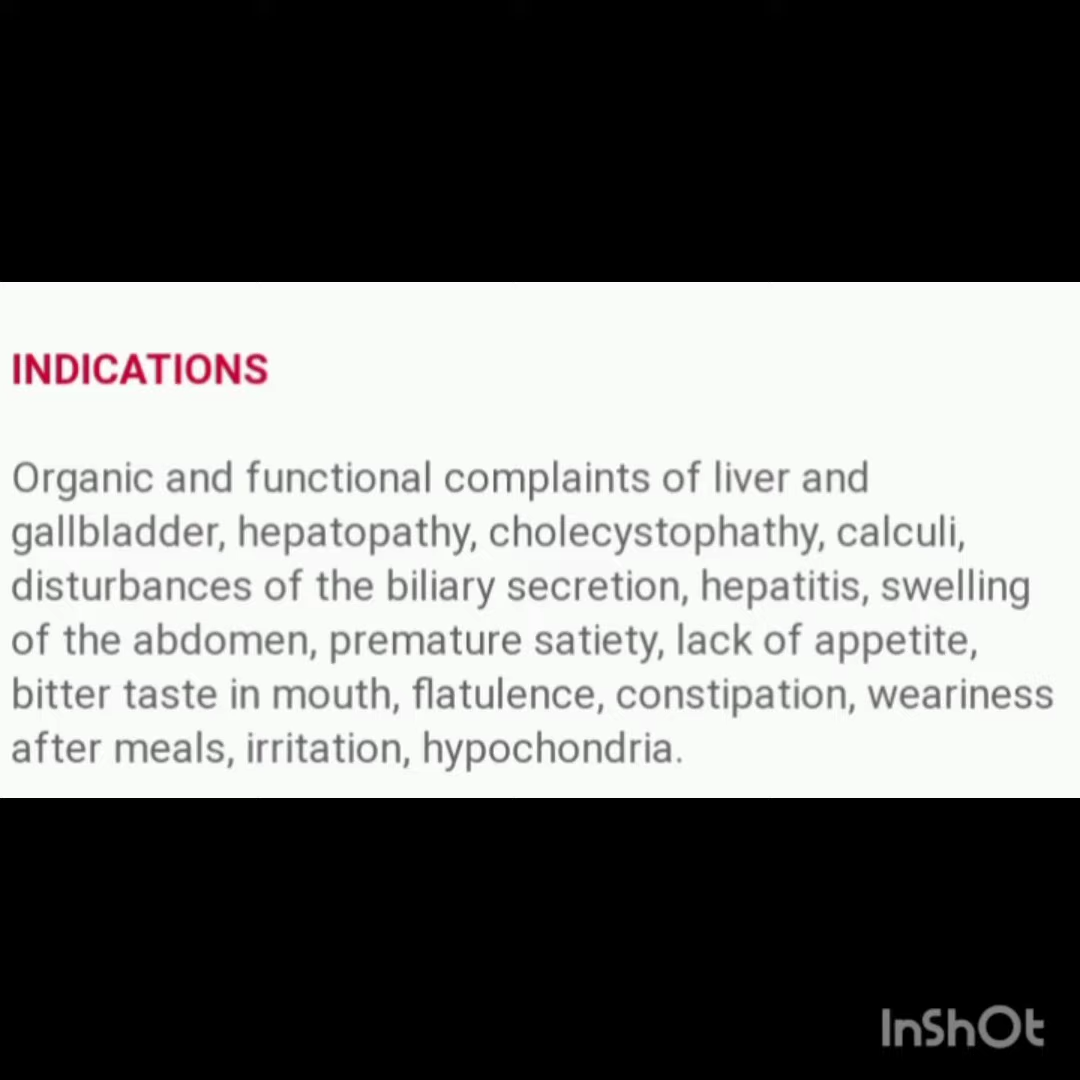 INDICATIONS
Organic and functional complaints of liver and
gallbladder, hepatopathy, cholecystophathy, calculi,
disturbances of the biliary secretion, hepatitis, swelling
of the abdomen, premature satiety, lack of appetite,
bitter taste in mouth, flatulence, constipation, weariness
after meals, irritation, hypochondria.
InShOt